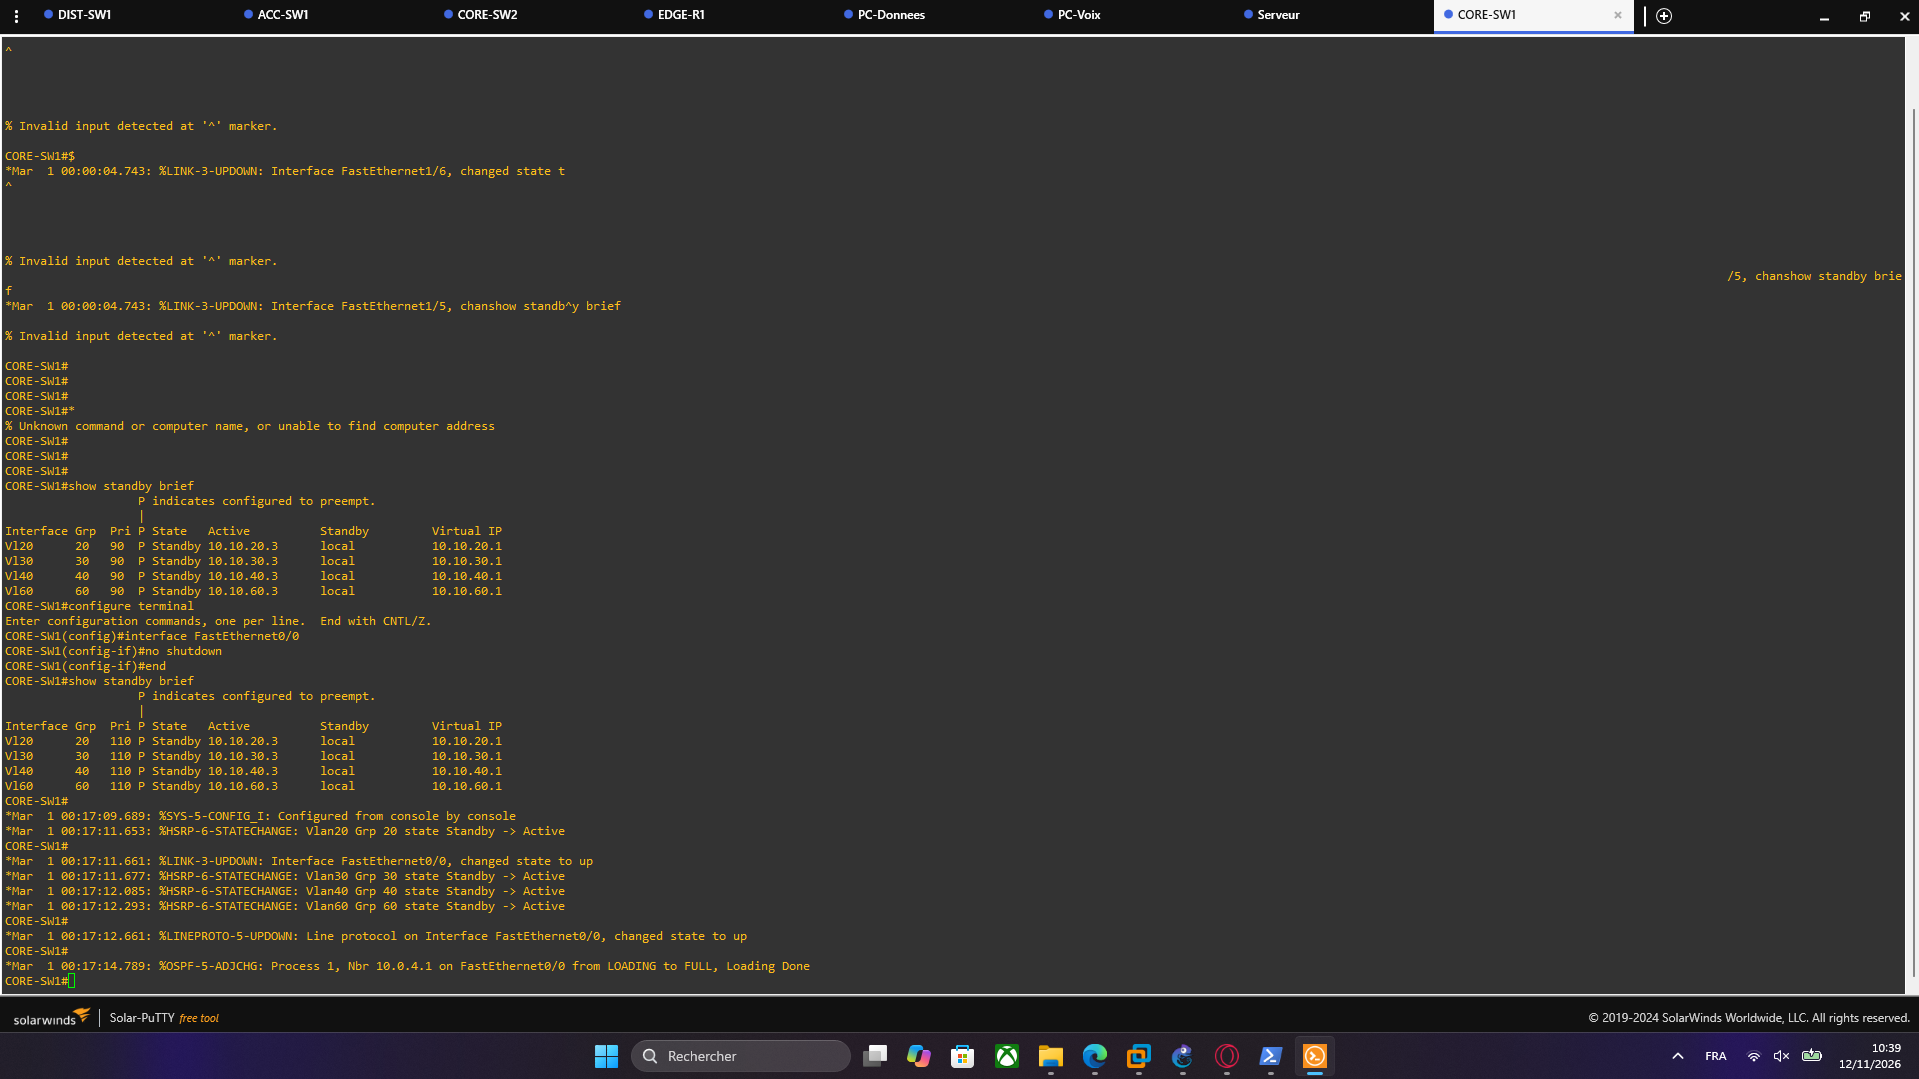 DIST-SW1 ACC-SW1 CORE-SW2 EDGE-R1 PC-Donnees PC-Voix Serveur CORE-SW1
^
% Invalid input detected at '^' marker.
CORE-SW1#$
*Mar  1 00:00:04.743: %LINK-3-UPDOWN: Interface FastEthernet1/6, changed state t
^
% Invalid input detected at '^' marker.
/5, chanshow standby brie
f
*Mar  1 00:00:04.743: %LINK-3-UPDOWN: Interface FastEthernet1/5, chanshow standb^y brief
% Invalid input detected at '^' marker.
CORE-SW1#
CORE-SW1#
CORE-SW1#
CORE-SW1#*
% Unknown command or computer name, or unable to find computer address
CORE-SW1#
CORE-SW1#
CORE-SW1#
CORE-SW1#show standby brief
                   P indicates configured to preempt.
                   |
Interface Grp  Pri P State   Active          Standby         Virtual IP
Vl20      20   90  P Standby 10.10.20.3      local           10.10.20.1
Vl30      30   90  P Standby 10.10.30.3      local           10.10.30.1
Vl40      40   90  P Standby 10.10.40.3      local           10.10.40.1
Vl60      60   90  P Standby 10.10.60.3      local           10.10.60.1
CORE-SW1#configure terminal
Enter configuration commands, one per line.  End with CNTL/Z.
CORE-SW1(config)#interface FastEthernet0/0
CORE-SW1(config-if)#no shutdown
CORE-SW1(config-if)#end
CORE-SW1#show standby brief
                   P indicates configured to preempt.
                   |
Interface Grp  Pri P State   Active          Standby         Virtual IP
Vl20      20   110 P Standby 10.10.20.3      local           10.10.20.1
Vl30      30   110 P Standby 10.10.30.3      local           10.10.30.1
Vl40      40   110 P Standby 10.10.40.3      local           10.10.40.1
Vl60      60   110 P Standby 10.10.60.3      local           10.10.60.1
CORE-SW1#
*Mar  1 00:17:09.689: %SYS-5-CONFIG_I: Configured from console by console
*Mar  1 00:17:11.653: %HSRP-6-STATECHANGE: Vlan20 Grp 20 state Standby -> Active
CORE-SW1#
*Mar  1 00:17:11.661: %LINK-3-UPDOWN: Interface FastEthernet0/0, changed state to up
*Mar  1 00:17:11.677: %HSRP-6-STATECHANGE: Vlan30 Grp 30 state Standby -> Active
*Mar  1 00:17:12.085: %HSRP-6-STATECHANGE: Vlan40 Grp 40 state Standby -> Active
*Mar  1 00:17:12.293: %HSRP-6-STATECHANGE: Vlan60 Grp 60 state Standby -> Active
CORE-SW1#
*Mar  1 00:17:12.661: %LINEPROTO-5-UPDOWN: Line protocol on Interface FastEthernet0/0, changed state to up
CORE-SW1#
*Mar  1 00:17:14.789: %OSPF-5-ADJCHG: Process 1, Nbr 10.0.4.1 on FastEthernet0/0 from LOADING to FULL, Loading Done
CORE-SW1#
solarwinds Solar-PuTTY free tool © 2019-2024 SolarWinds Worldwide, LLC. All rights reserved.
Rechercher FRA 10:39
12/11/2026